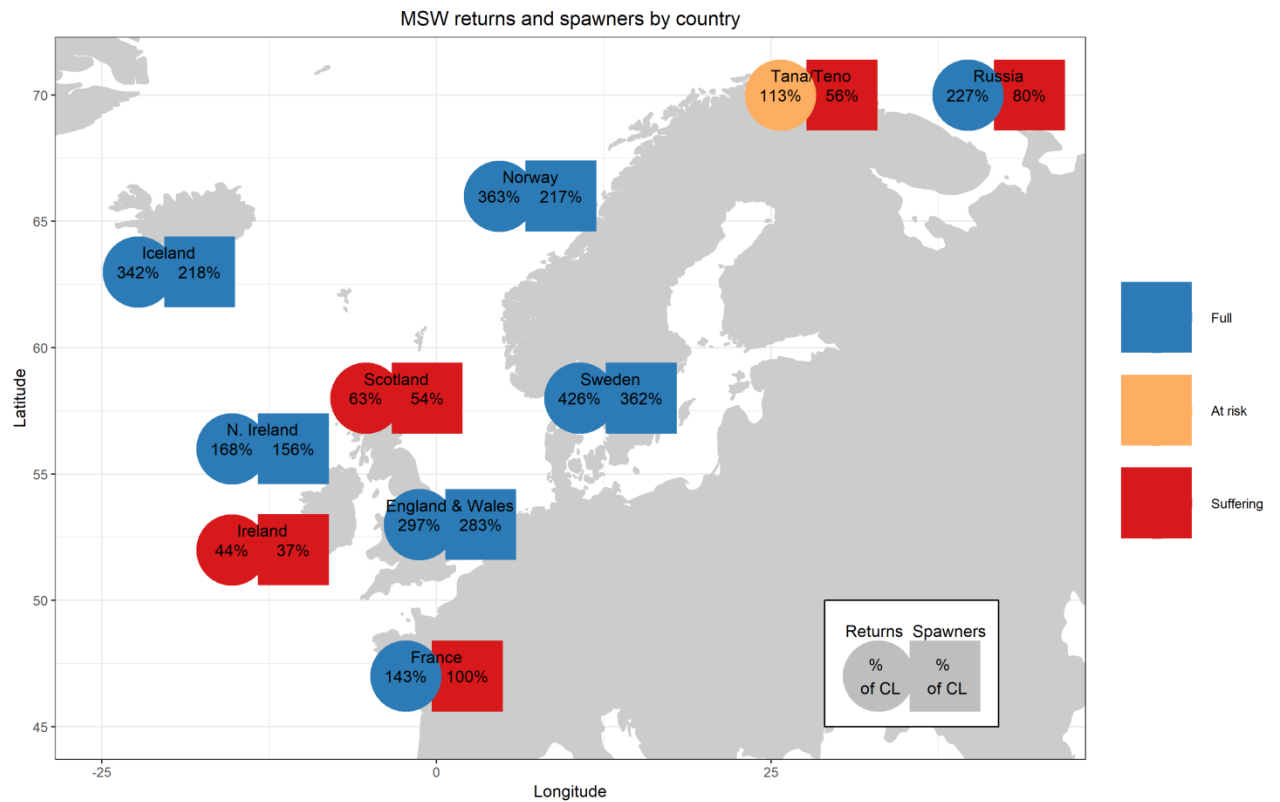 MSW returns and spawners by country
Tana/Teno
113% 56%
Russia
227% 80%
Norway
363% 217%
Iceland
342% 218%
Scotland
63% 54%
Sweden
426% 362%
N. Ireland
168% 156%
England & Wales
297% 283%
Ireland
44% 37%
France
143% 100%
Returns Spawners
% %
of CL of CL
70
65
60
55
50
45
Latitude
-25 0 25
Longitude
Full
At risk
Suffering